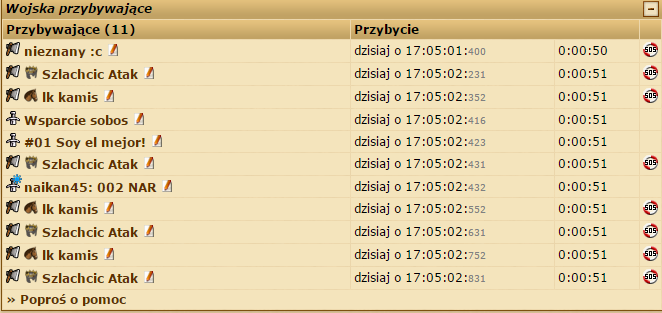 Wojska przybywające
Przybywające (11) Przybycie
nieznany :c dzisiaj o 17:05:01:400 0:00:50 SOS
Szlachcic Atak dzisiaj o 17:05:02:231 0:00:51 SOS
lk kamis dzisiaj o 17:05:02:352 0:00:51 SOS
Wsparcie sobos dzisiaj o 17:05:02:416 0:00:51
#01 Soy el mejor! dzisiaj o 17:05:02:423 0:00:51
Szlachcic Atak dzisiaj o 17:05:02:431 0:00:51 SOS
naikan45: 002 NAR dzisiaj o 17:05:02:432 0:00:51
lk kamis dzisiaj o 17:05:02:552 0:00:51 SOS
Szlachcic Atak dzisiaj o 17:05:02:631 0:00:51 SOS
lk kamis dzisiaj o 17:05:02:752 0:00:51 SOS
Szlachcic Atak dzisiaj o 17:05:02:831 0:00:51 SOS
» Poproś o pomoc